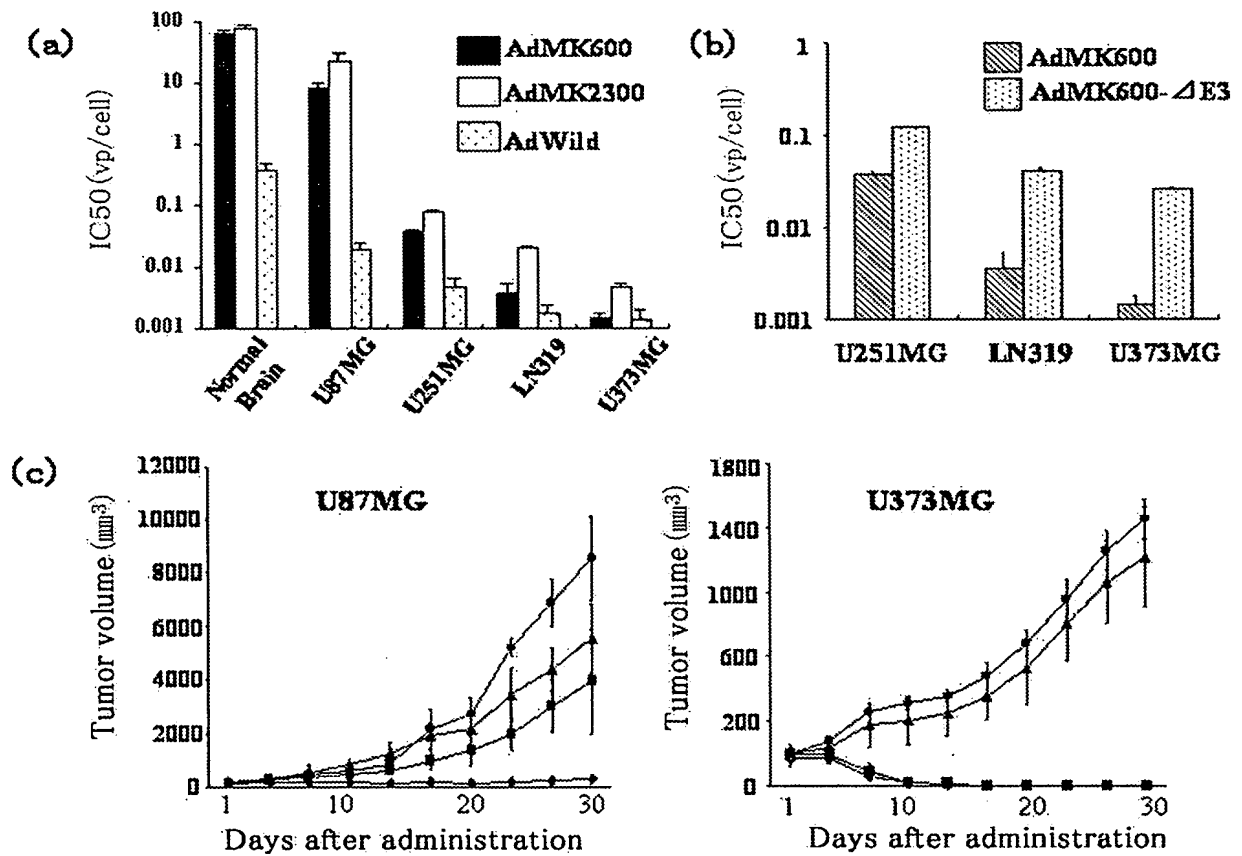 (a)
IC50(vp/cell)
100
10
1
0.1
0.01
0.001
AdMK600
AdMK2300
AdWild
Normal
Brain
U87MG
U251MG
LN319
U373MG
(b)
IC50(vp/cell)
1
0.1
0.01
0.001
AdMK600
AdMK600-⊿E3
U251MG
LN319
U373MG
(c)
Tumor volume(mm³)
12000
10000
8000
6000
4000
2000
0
U87MG
1
10
20
30
Days after administration
Tumor volume(mm³)
1800
1400
1000
600
200
0
U373MG
1
10
20
30
Days after administration